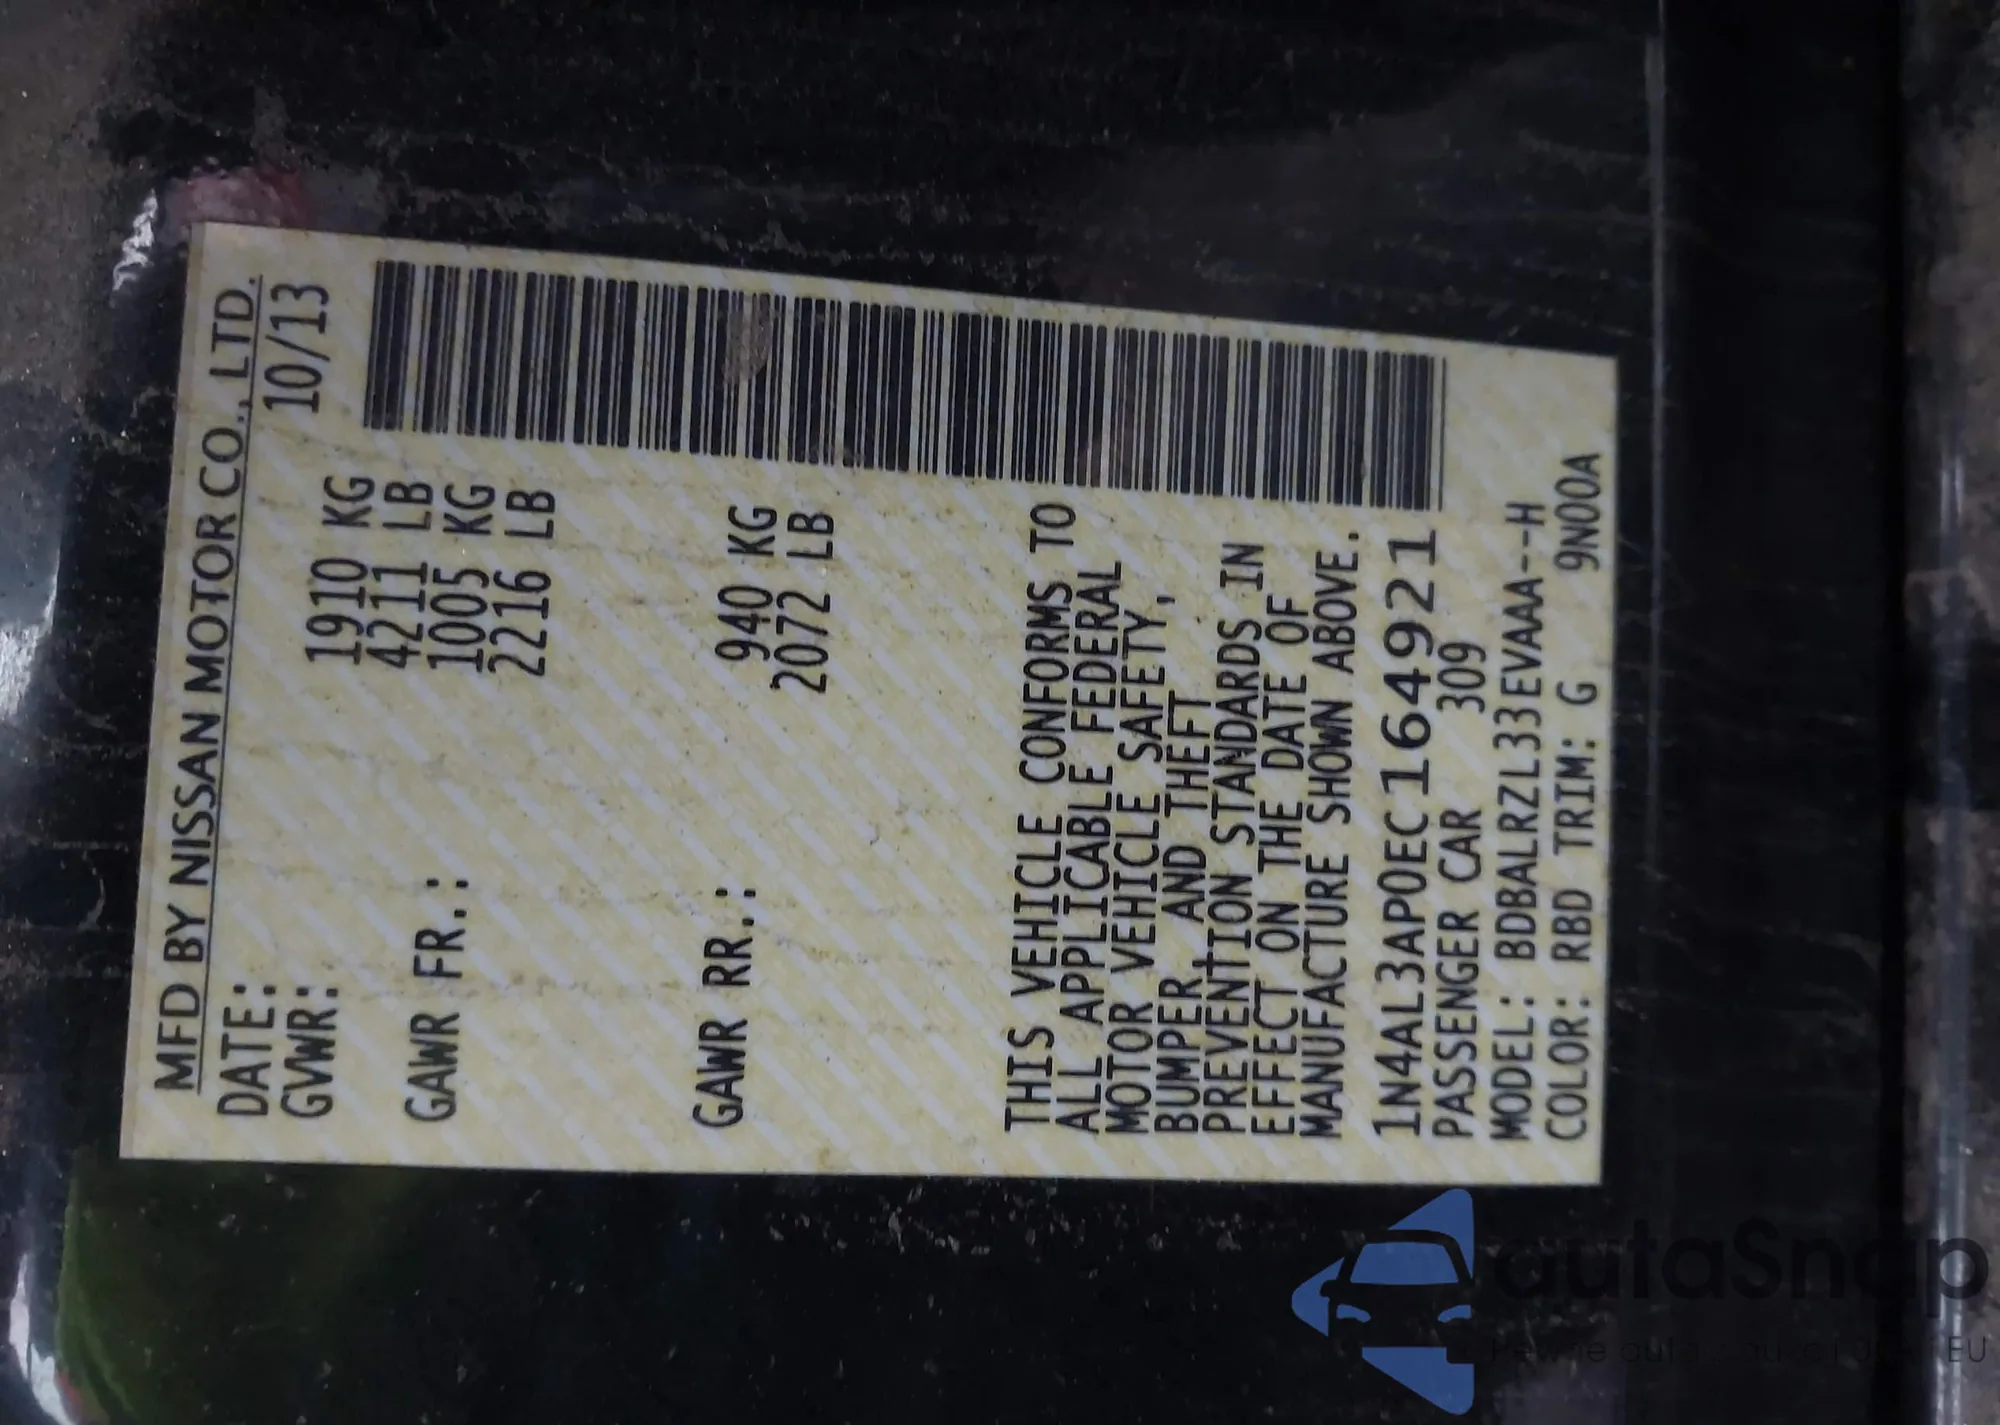 MFD BY NISSAN MOTOR CO., LTD.
DATE: 10/13
GVWR: 1910 KG
4211 LB
GAWR FR.: 1005 KG
2216 LB
GAWR RR.: 940 KG
2072 LB
THIS VEHICLE CONFORMS TO
ALL APPLICABLE FEDERAL
MOTOR VEHICLE SAFETY,
BUMPER, AND THEFT
PREVENTION STANDARDS IN
EFFECT ON THE DATE OF
MANUFACTURE SHOWN ABOVE.
1N4AL3AP0EC164921
PASSENGER CAR 309
MODEL: BDBALRZL33EVAAA--H
COLOR: RBD TRIM: G 9N00A
autaSnap
EU